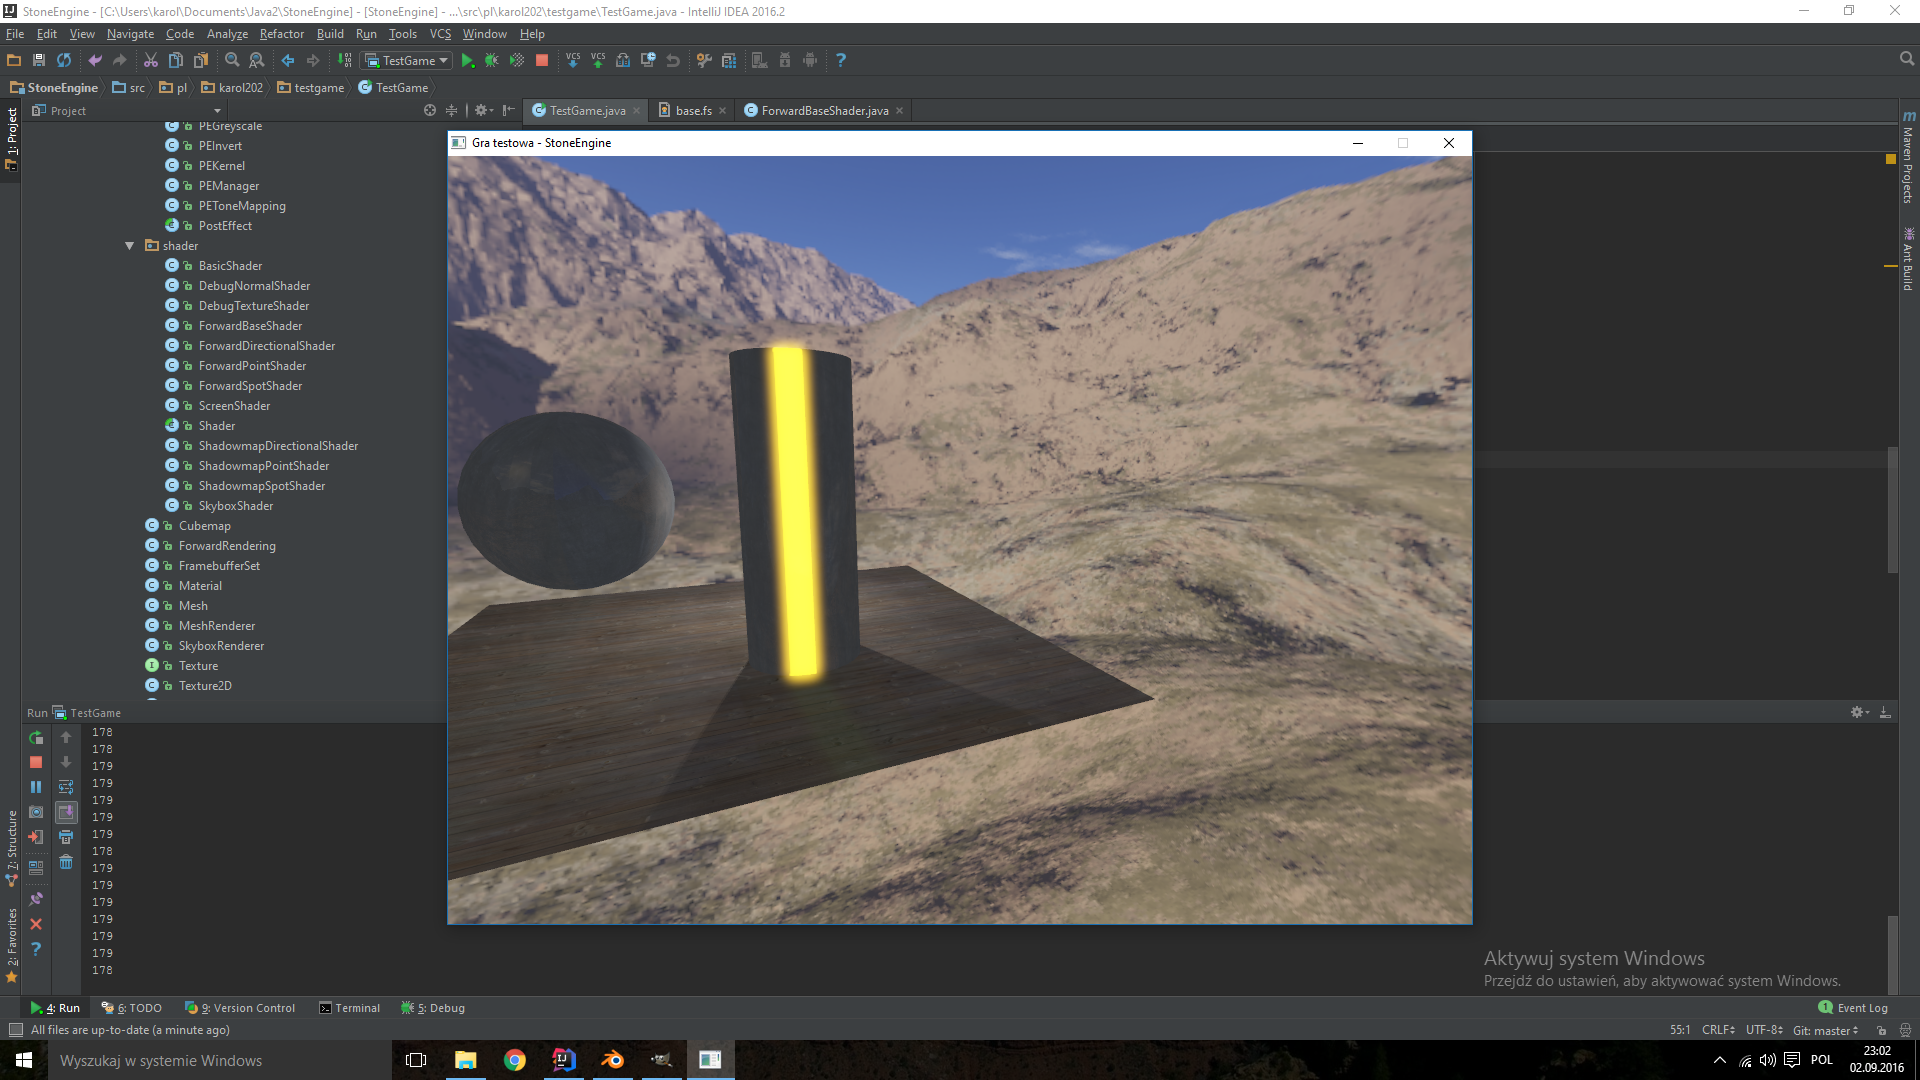 StoneEngine - [C:\Users\karol\Documents\Java2\StoneEngine] - [StoneEngine] - ...\src\pl\karol202\testgame\TestGame.java - IntelliJ IDEA 2016.2
File Edit View Navigate Code Analyze Refactor Build Run Tools VCS Window Help
TestGame
StoneEngine src pl karol202 testgame TestGame
Project
TestGame.java base.fs ForwardBaseShader.java
1: Project
7: Structure
2: Favorites
Maven Projects
Ant Build
PEGreyscale
PEInvert
PEKernel
PEManager
PEToneMapping
PostEffect
shader
BasicShader
DebugNormalShader
DebugTextureShader
ForwardBaseShader
ForwardDirectionalShader
ForwardPointShader
ForwardSpotShader
ScreenShader
Shader
ShadowmapDirectionalShader
ShadowmapPointShader
ShadowmapSpotShader
SkyboxShader
Cubemap
ForwardRendering
FramebufferSet
Material
Mesh
MeshRenderer
SkyboxRenderer
Texture
Texture2D
Gra testowa - StoneEngine
Run TestGame
178
178
179
179
179
179
179
178
179
179
179
179
179
179
178
Aktywuj system Windows
Przejdź do ustawień, aby aktywować system Windows.
4: Run 6: TODO 9: Version Control Terminal 5: Debug
1 Event Log
All files are up-to-date (a minute ago)
55:1 CRLF UTF-8 Git: master
Wyszukaj w systemie Windows
POL
23:02
02.09.2016